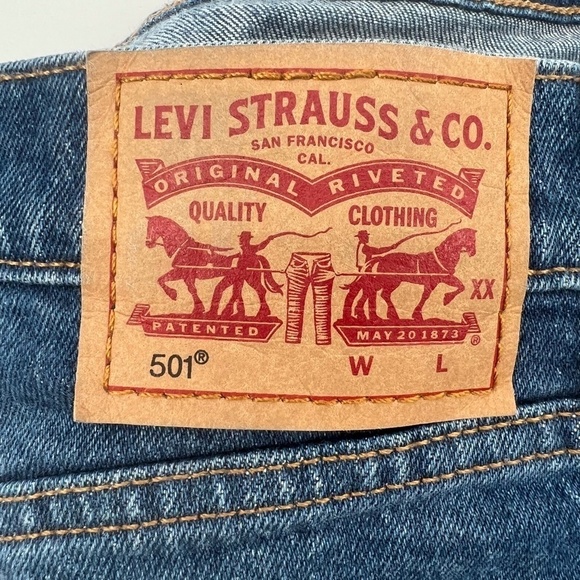 LEVI STRAUSS & CO.
SAN FRANCISCO
CAL.
ORIGINAL RIVETED
QUALITY CLOTHING
XX
PATENTED MAY 20 1873 ®
501® W L